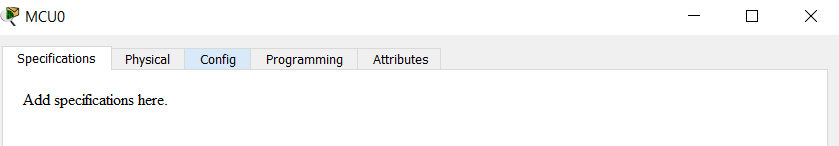 MCU0
Specifications Physical Config Programming Attributes
Add specifications here.